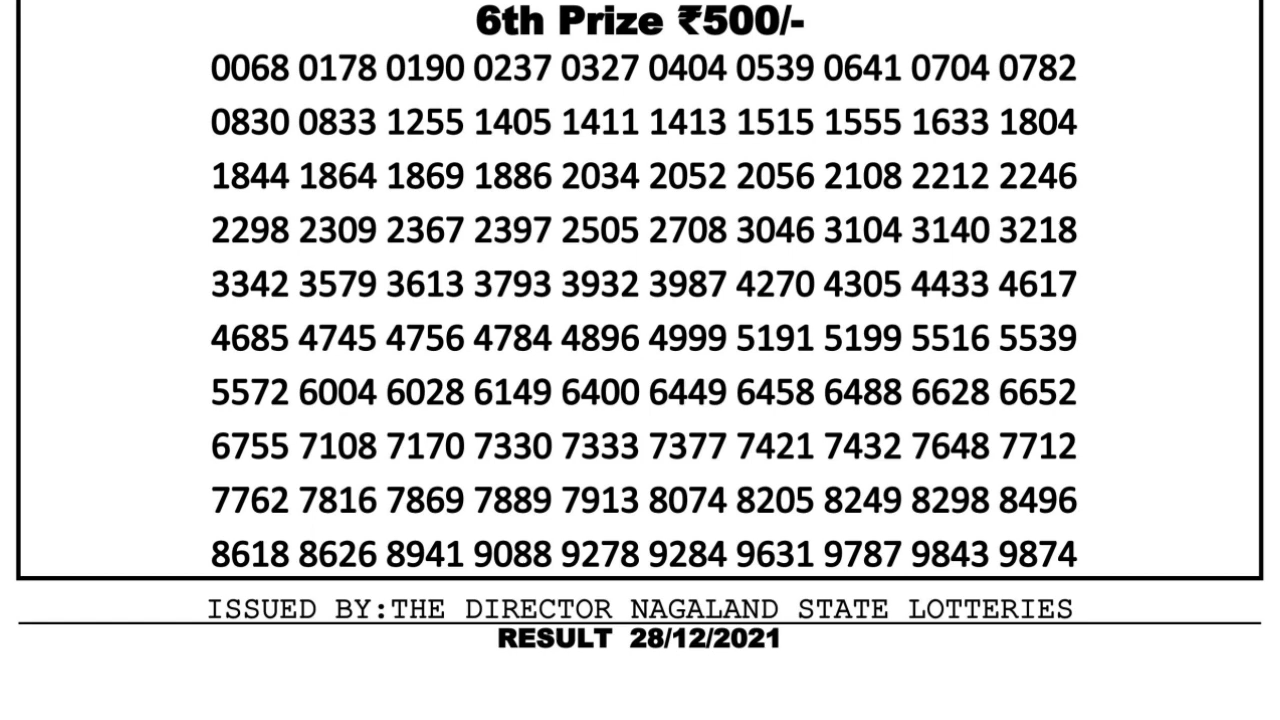 6th Prize ₹500/-
0068 0178 0190 0237 0327 0404 0539 0641 0704 0782
0830 0833 1255 1405 1411 1413 1515 1555 1633 1804
1844 1864 1869 1886 2034 2052 2056 2108 2212 2246
2298 2309 2367 2397 2505 2708 3046 3104 3140 3218
3342 3579 3613 3793 3932 3987 4270 4305 4433 4617
4685 4745 4756 4784 4896 4999 5191 5199 5516 5539
5572 6004 6028 6149 6400 6449 6458 6488 6628 6652
6755 7108 7170 7330 7333 7377 7421 7432 7648 7712
7762 7816 7869 7889 7913 8074 8205 8249 8298 8496
8618 8626 8941 9088 9278 9284 9631 9787 9843 9874
ISSUED BY:THE DIRECTOR NAGALAND STATE LOTTERIES
RESULT 28/12/2021